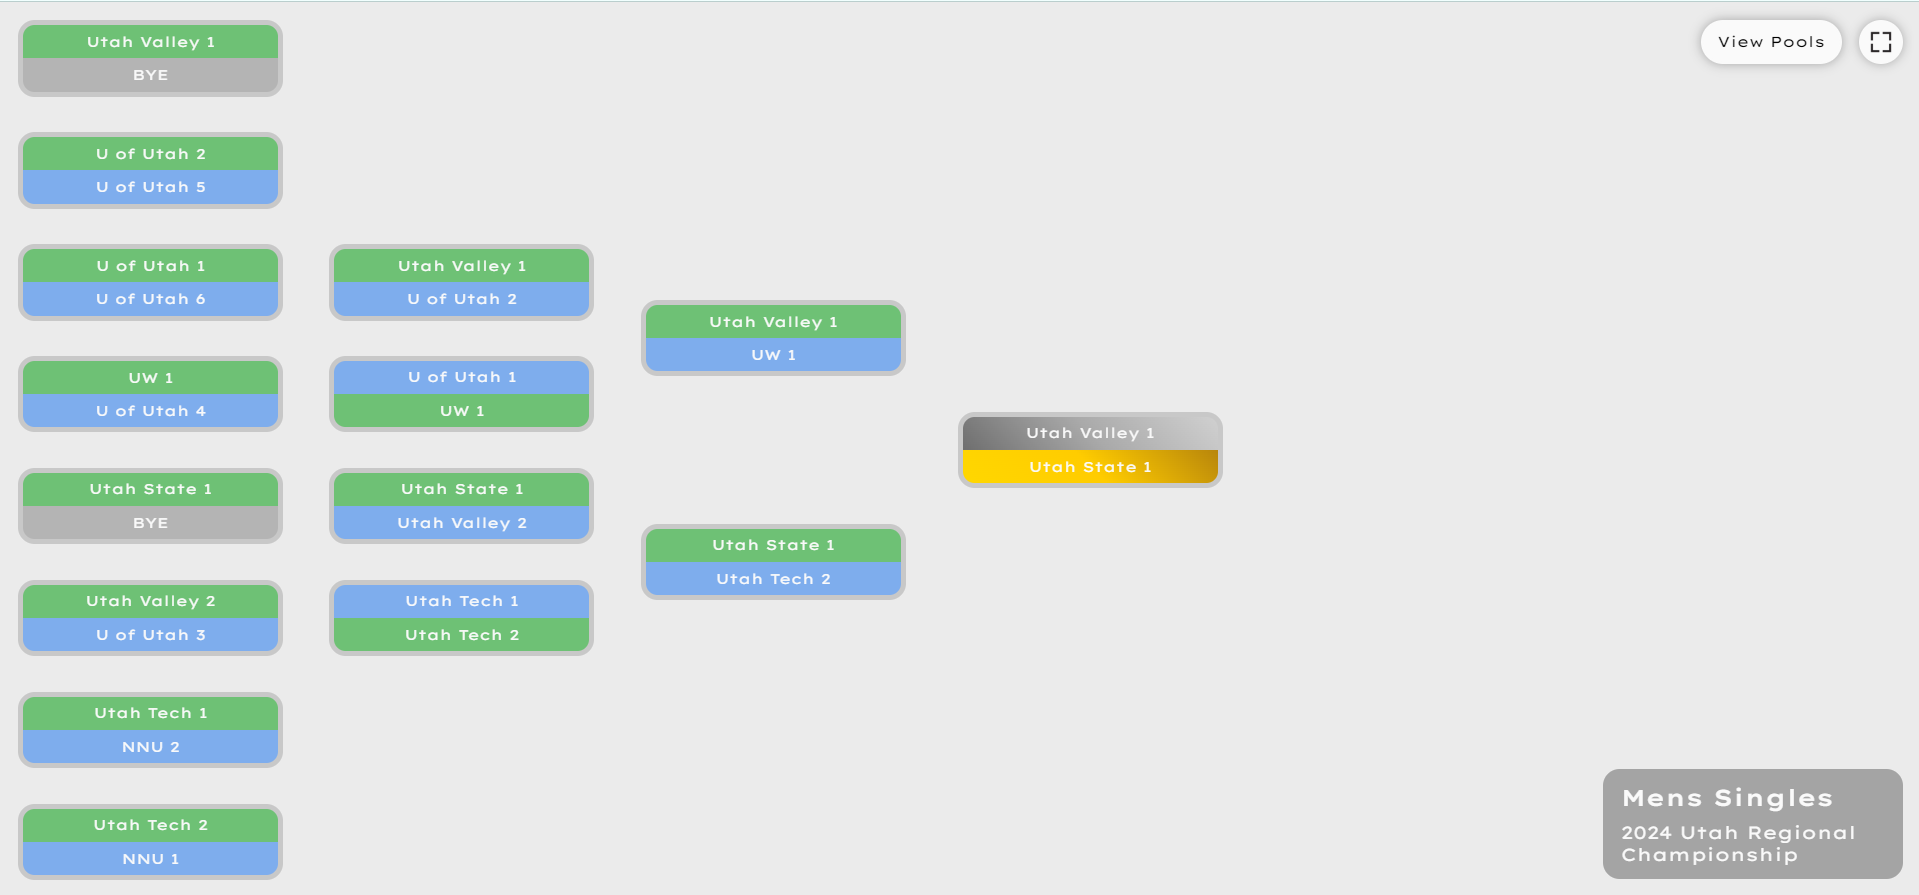 Utah Valley 1
BYE
U of Utah 2
U of Utah 5
U of Utah 1
U of Utah 6
UW 1
U of Utah 4
Utah State 1
BYE
Utah Valley 2
U of Utah 3
Utah Tech 1
NNU 2
Utah Tech 2
NNU 1
Utah Valley 1
U of Utah 2
U of Utah 1
UW 1
Utah State 1
Utah Valley 2
Utah Tech 1
Utah Tech 2
Utah Valley 1
UW 1
Utah State 1
Utah Tech 2
Utah Valley 1
Utah State 1
View Pools
Mens Singles
2024 Utah Regional
Championship